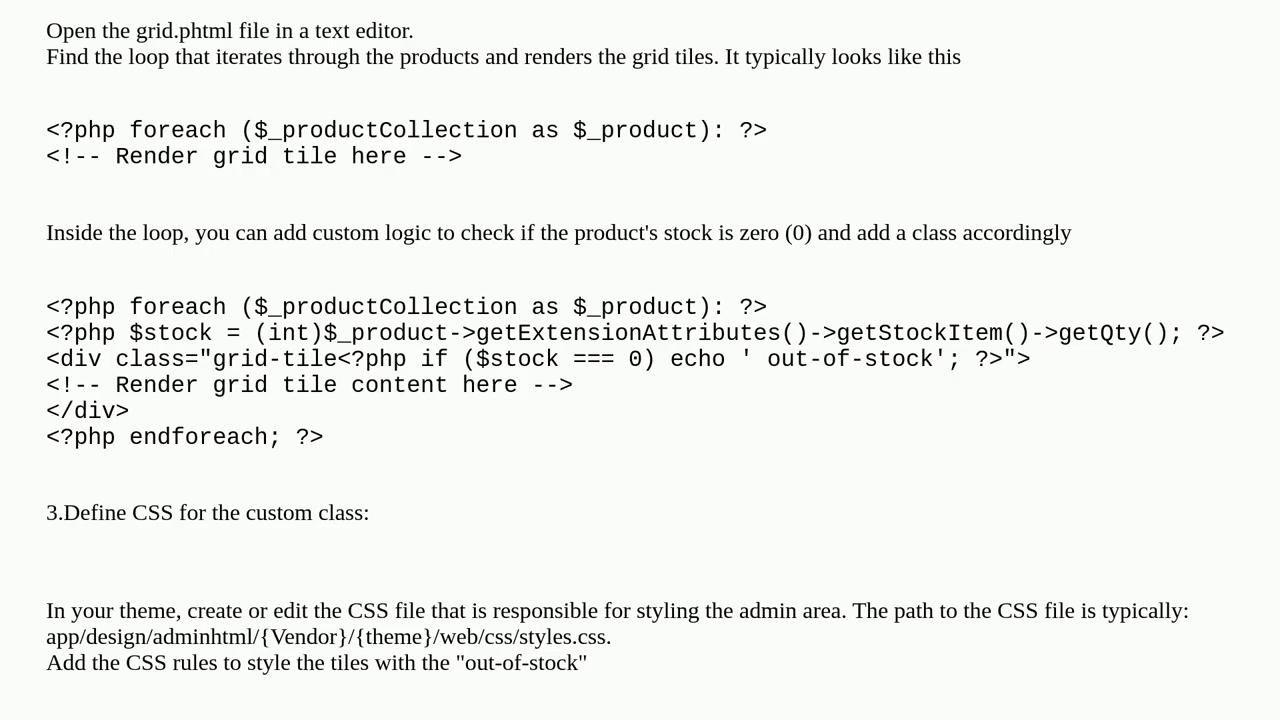 Open the grid.phtml file in a text editor.
Find the loop that iterates through the products and renders the grid tiles. It typically looks like this
<?php foreach ($_productCollection as $_product): ?>
<!-- Render grid tile here -->
Inside the loop, you can add custom logic to check if the product's stock is zero (0) and add a class accordingly
<?php foreach ($_productCollection as $_product): ?>
<?php $stock = (int)$_product->getExtensionAttributes()->getStockItem()->getQty(); ?>
<div class="grid-tile<?php if ($stock === 0) echo ' out-of-stock'; ?>">
<!-- Render grid tile content here -->
</div>
<?php endforeach; ?>
3.Define CSS for the custom class:
In your theme, create or edit the CSS file that is responsible for styling the admin area. The path to the CSS file is typically:
app/design/adminhtml/{Vendor}/{theme}/web/css/styles.css.
Add the CSS rules to style the tiles with the "out-of-stock"